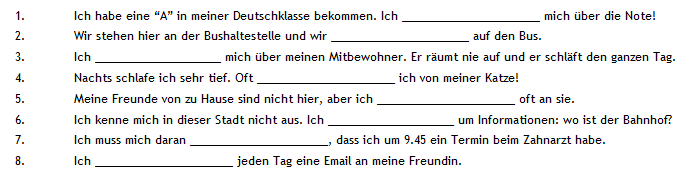 1. Ich habe eine “A” in meiner Deutschklasse bekommen. Ich ____________________ mich über die Note!
2. Wir stehen hier an der Bushaltestelle und wir ____________________ auf den Bus.
3. Ich __________________ mich über meinen Mitbewohner. Er räumt nie auf und er schläft den ganzen Tag.
4. Nachts schlafe ich sehr tief. Oft ____________________ ich von meiner Katze!
5. Meine Freunde von zu Hause sind nicht hier, aber ich ____________________ oft an sie.
6. Ich kenne mich in dieser Stadt nicht aus. Ich __________________ um Informationen: wo ist der Bahnhof?
7. Ich muss mich daran ____________________, dass ich um 9.45 ein Termin beim Zahnarzt habe.
8. Ich ____________________ jeden Tag eine Email an meine Freundin.